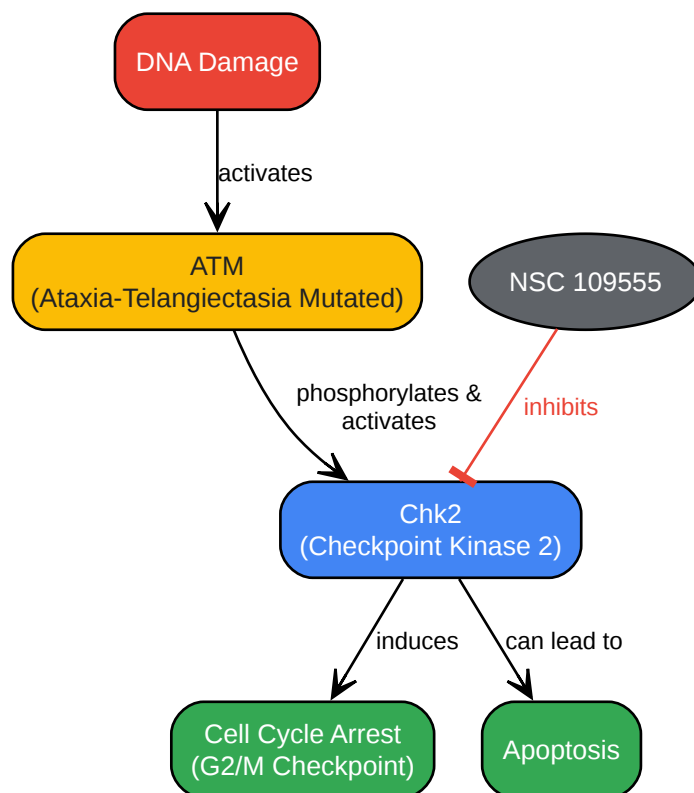 DNA Damage
activates
ATM
(Ataxia-Telangiectasia Mutated)
NSC 109555
phosphorylates &
activates
inhibits
Chk2
(Checkpoint Kinase 2)
induces
can lead to
Cell Cycle Arrest
(G2/M Checkpoint)
Apoptosis